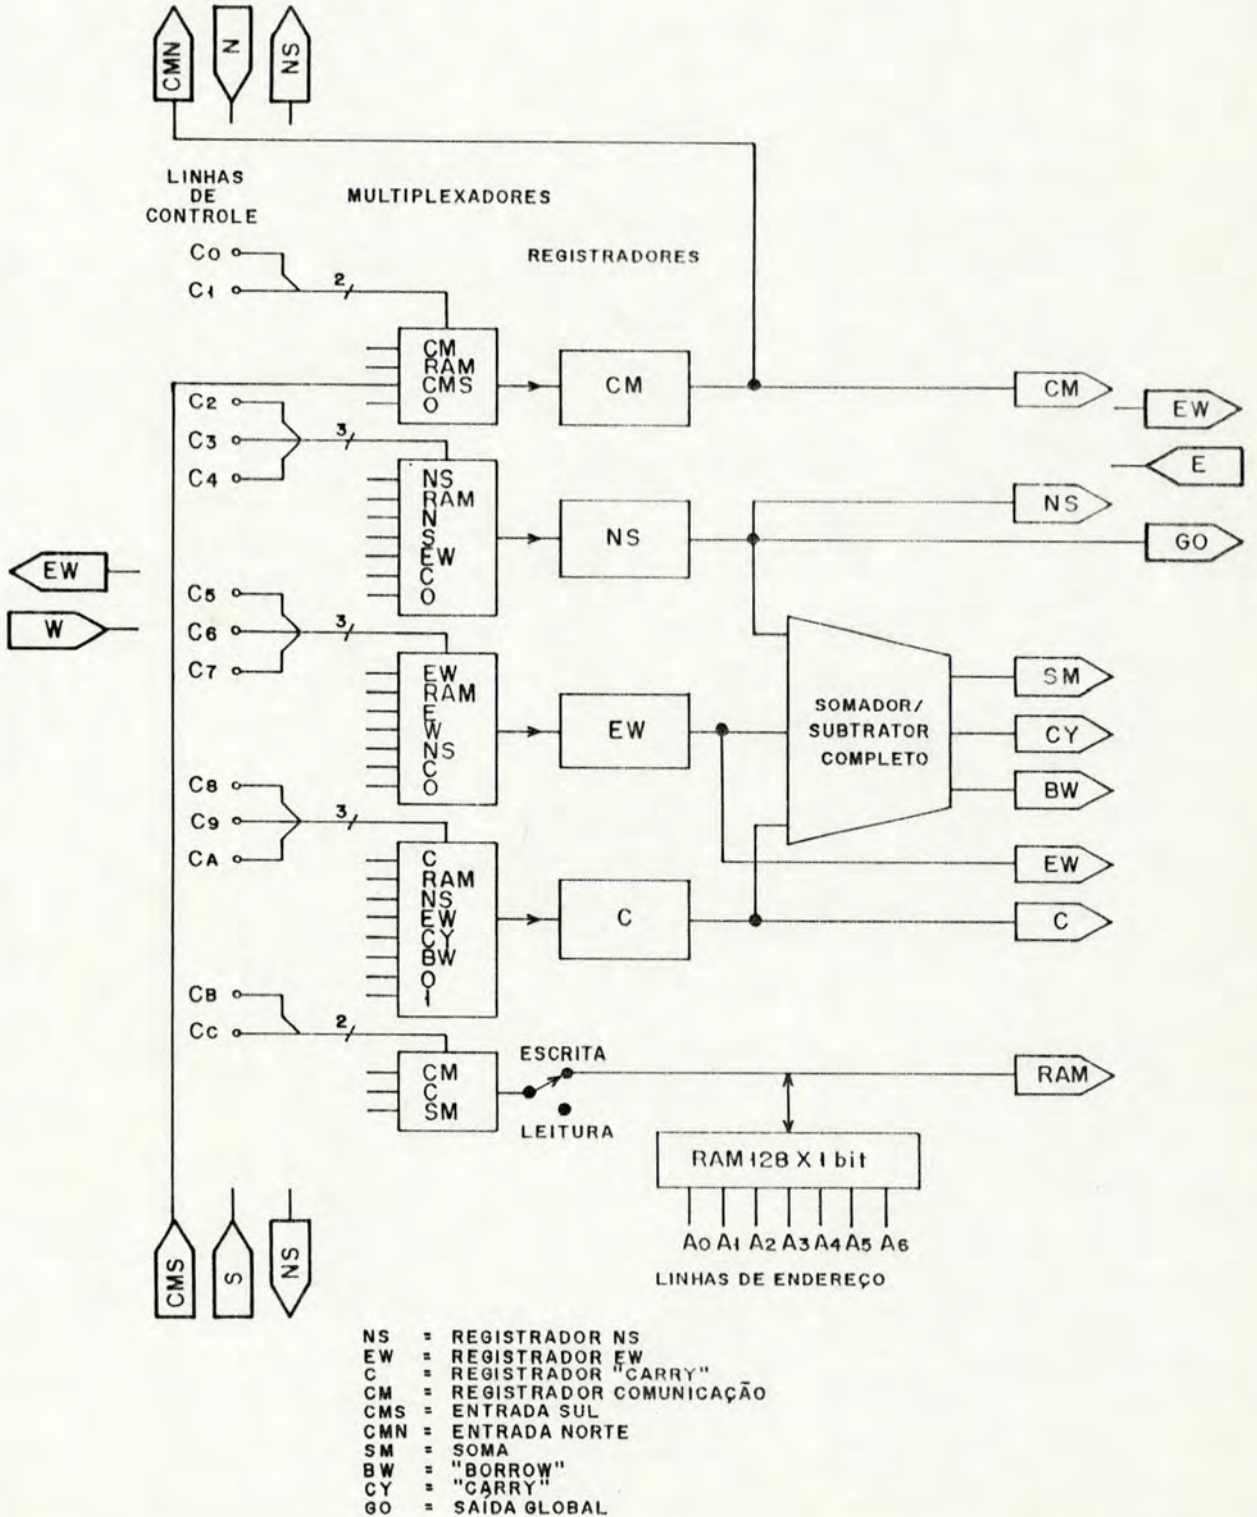 CMN
N
NS
LINHAS
DE
CONTROLE
MULTIPLEXADORES
REGISTRADORES
C0
C1
2
CM
RAM
CMS
O
CM
CM
EW
E
C2
C3
C4
3
NS
RAM
N
S
EW
C
O
NS
NS
GO
EW
W
C5
C6
C7
3
EW
RAM
E
W
NS
C
O
EW
SOMADOR/
SUBTRATOR
COMPLETO
SM
CY
BW
EW
C
C8
C9
CA
3
C
RAM
NS
EW
CY
BW
O
1
C
CB
CC
2
CM
C
SM
ESCRITA
LEITURA
RAM
RAM 128 X 1 bit
A0 A1 A2 A3 A4 A5 A6
LINHAS DE ENDEREÇO
CMS
S
NS
NS = REGISTRADOR NS
EW = REGISTRADOR EW
C = REGISTRADOR "CARRY"
CM = REGISTRADOR COMUNICAÇÃO
CMS = ENTRADA SUL
CMN = ENTRADA NORTE
SM = SOMA
BW = "BORROW"
CY = "CARRY"
GO = SAÍDA GLOBAL